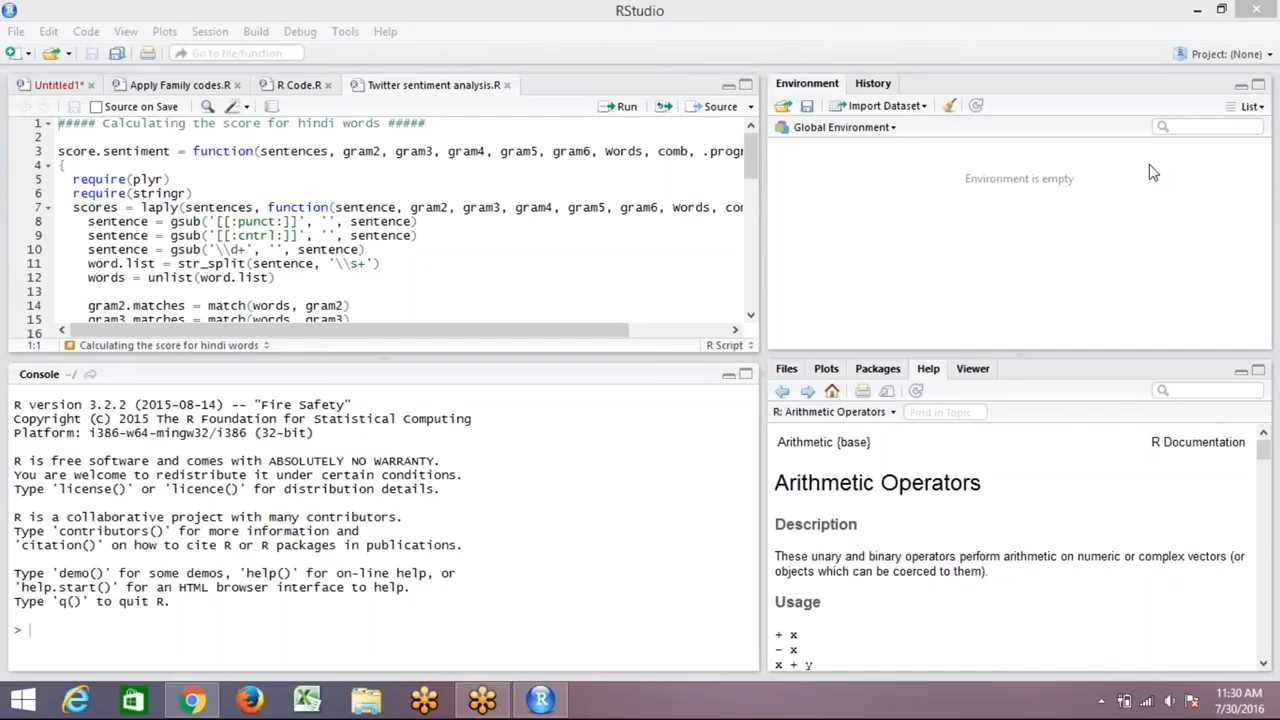 RStudio
File Edit Code View Plots Session Build Debug Tools Help
Go to file/function
Project: (None)
Untitled1* Apply Family codes.R R Code.R Twitter sentiment analysis.R
Source on Save Run Source
1 ##### Calculating the score for hindi words #####
2
3 score.sentiment = function(sentences, gram2, gram3, gram4, gram5, gram6, Words, comb, .progr
4 {
5 require(plyr)
6 require(stringr)
7 scores = laply(sentences, function(sentence, gram2, gram3, gram4, gram5, gram6, Words, con
8 sentence = gsub('[[:punct:]]', '', sentence)
9 sentence = gsub('[[:cntrl:]]', '', sentence)
10 sentence = gsub('\\d+', '', sentence)
11 word.list = str_split(sentence, '\\s+')
12 words = unlist(word.list)
13
14 gram2.matches = match(words, gram2)
15 gram3.matches = match(words, gram3)
16
1:1 Calculating the score for hindi words R Script
Console ~/
R version 3.2.2 (2015-08-14) -- "Fire Safety"
Copyright (C) 2015 The R Foundation for Statistical Computing
Platform: i386-w64-mingw32/i386 (32-bit)
R is free software and comes with ABSOLUTELY NO WARRANTY.
You are welcome to redistribute it under certain conditions.
Type 'license()' or 'licence()' for distribution details.
R is a collaborative project with many contributors.
Type 'contributors()' for more information and
'citation()' on how to cite R or R packages in publications.
Type 'demo()' for some demos, 'help()' for on-line help, or
'help.start()' for an HTML browser interface to help.
Type 'q()' to quit R.
>
Environment History
Import Dataset List
Global Environment
Environment is empty
Files Plots Packages Help Viewer
R: Arithmetic Operators Find in Topic
Arithmetic {base} R Documentation
Arithmetic Operators
Description
These unary and binary operators perform arithmetic on numeric or complex vectors (or
objects which can be coerced to them).
Usage
+ x
- x
x + y
11:30 AM
7/30/2016